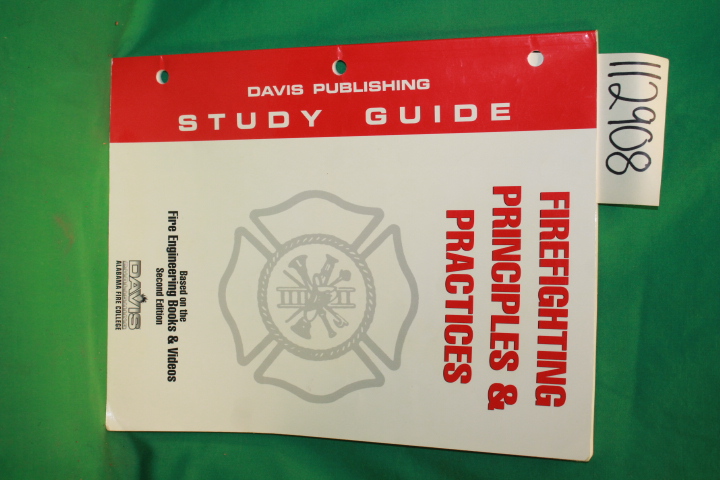 DAVIS PUBLISHING
STUDY GUIDE
FIREFIGHTING
PRINCIPLES &
PRACTICES
Based on the
Fire Engineering Books & Videos
Second Edition
DAVIS
ALABAMA FIRE COLLEGE
112908